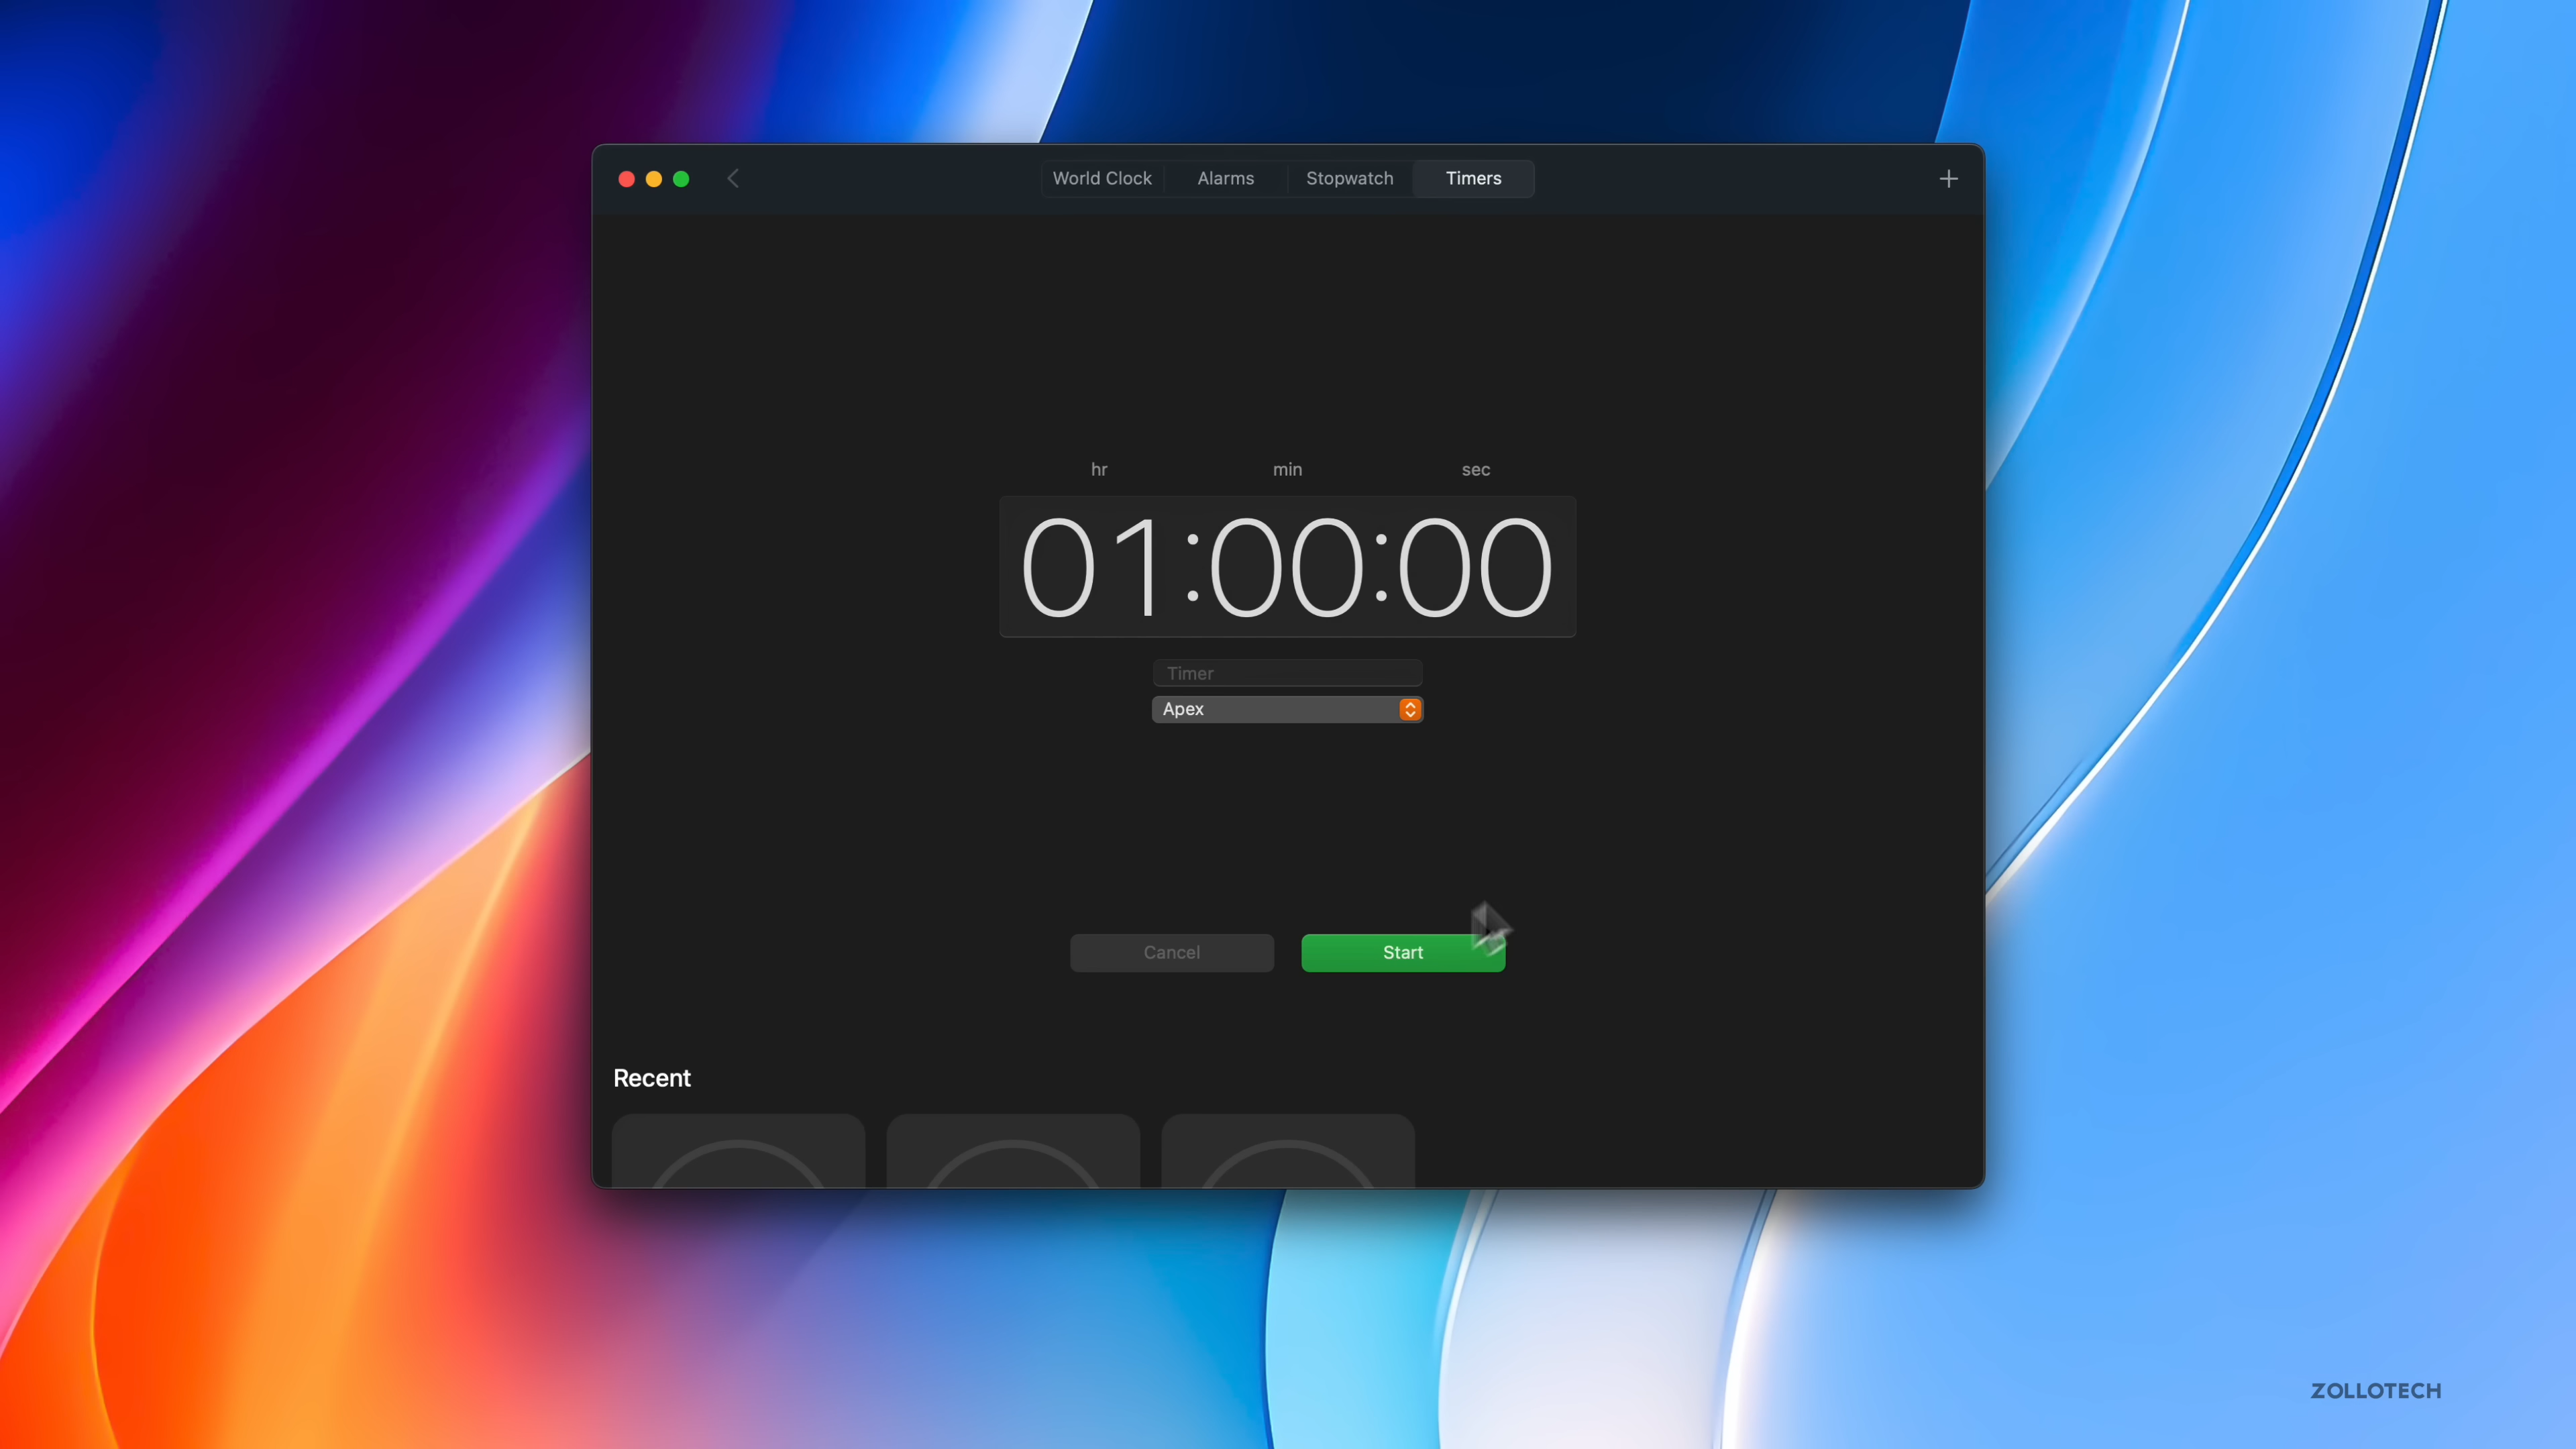 World Clock Alarms Stopwatch Timers
hr min sec
01:00:00
Timer
Apex
Cancel Start
Recent
ZOLLOTECH